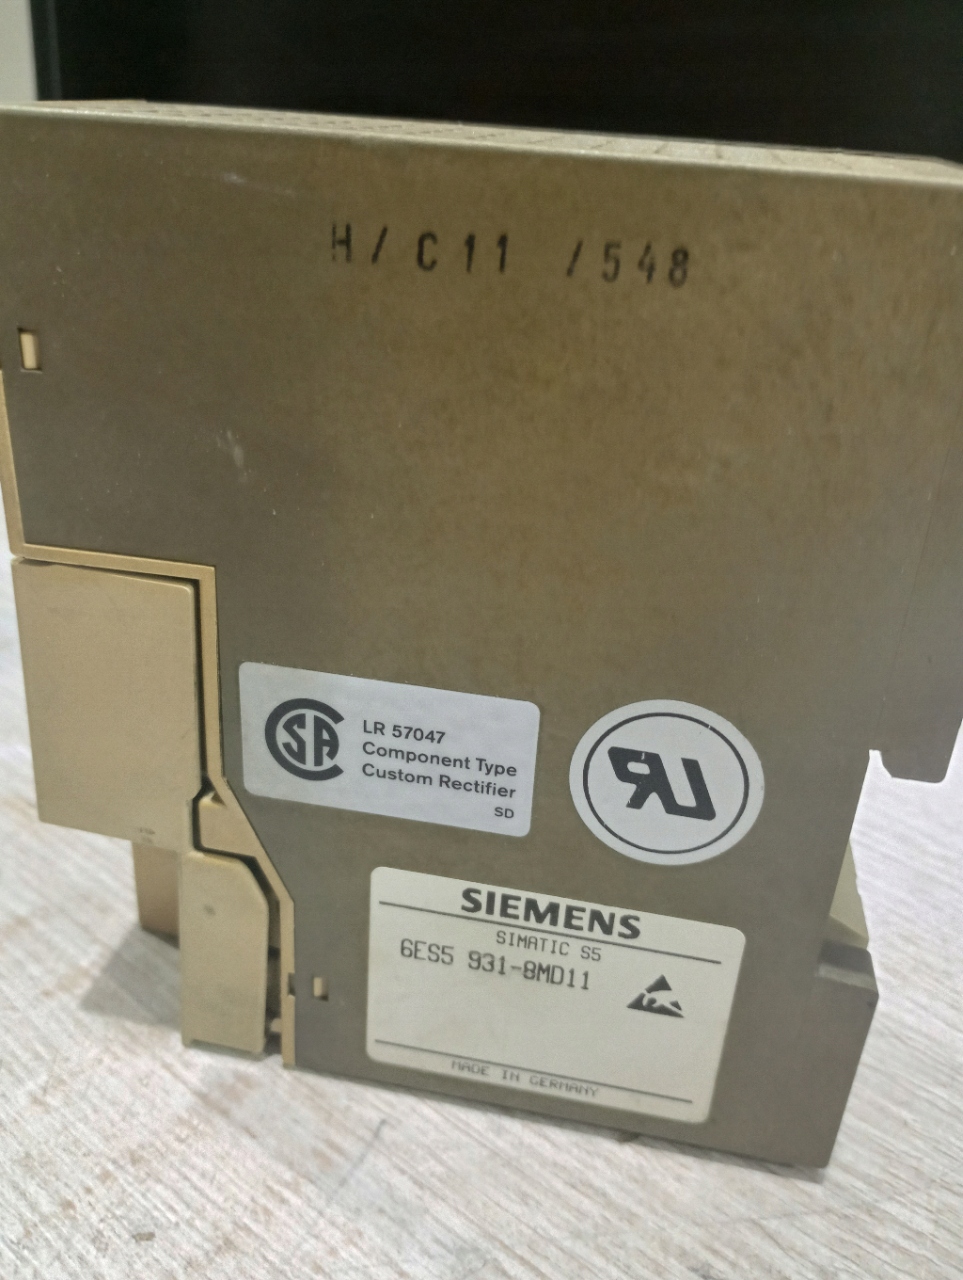 H/ C11 /548
LR 57047
Component Type
Custom Rectifier
SD
SIEMENS
SIMATIC S5
6ES5 931-8MD11
MADE IN GERMANY